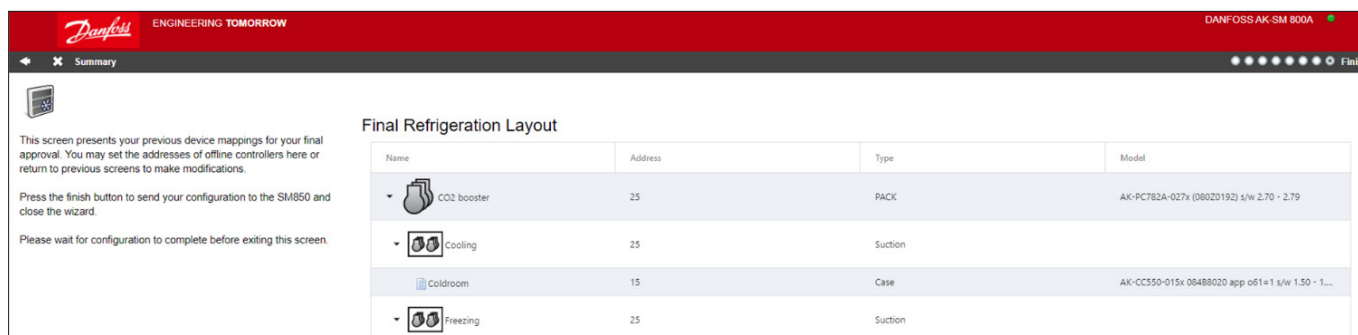 Danfoss ENGINEERING TOMORROW DANFOSS AK-SM 800A
Summary Fini
This screen presents your previous device mappings for your final
approval. You may set the addresses of offline controllers here or
return to previous screens to make modifications.
Press the finish button to send your configuration to the SM850 and
close the wizard.
Please wait for configuration to complete before exiting this screen.
Final Refrigeration Layout
Name Address Type Model
CO2 booster 25 PACK AK-PC782A-027x (080Z0192) s/w 2.70 - 2.79
Cooling 25 Suction
Coldroom 15 Case AK-CC550-015x 084B8020 app o61=1 s/w 1.50 - 1....
Freezing 25 Suction